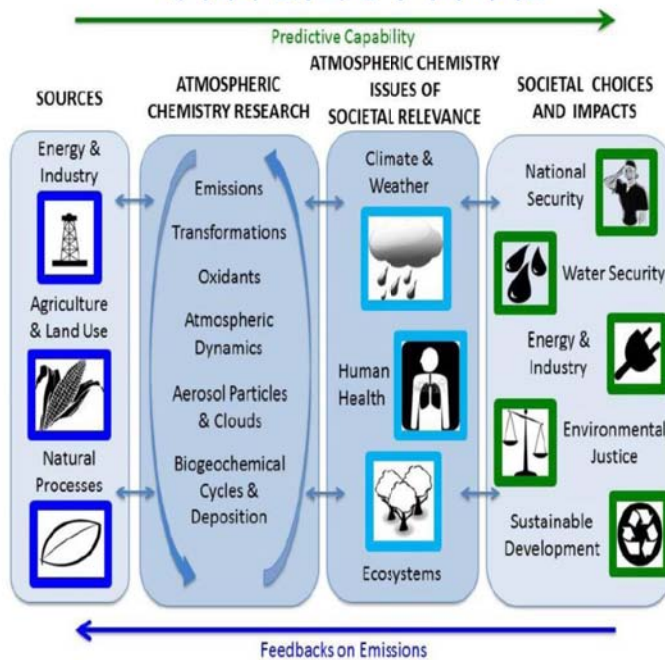 Predictive Capability
SOURCES
ATMOSPHERIC
CHEMISTRY RESEARCH
ATMOSPHERIC CHEMISTRY
ISSUES OF
SOCIETAL RELEVANCE
SOCIETAL CHOICES
AND IMPACTS
Energy &
Industry
Agriculture
& Land Use
Natural
Processes
Emissions
Transformations
Oxidants
Atmospheric
Dynamics
Aerosol Particles
& Clouds
Biogeochemical
Cycles &
Deposition
Climate &
Weather
Human
Health
Ecosystems
National
Security
Water Security
Energy &
Industry
Environmental
Justice
Sustainable
Development
Feedbacks on Emissions